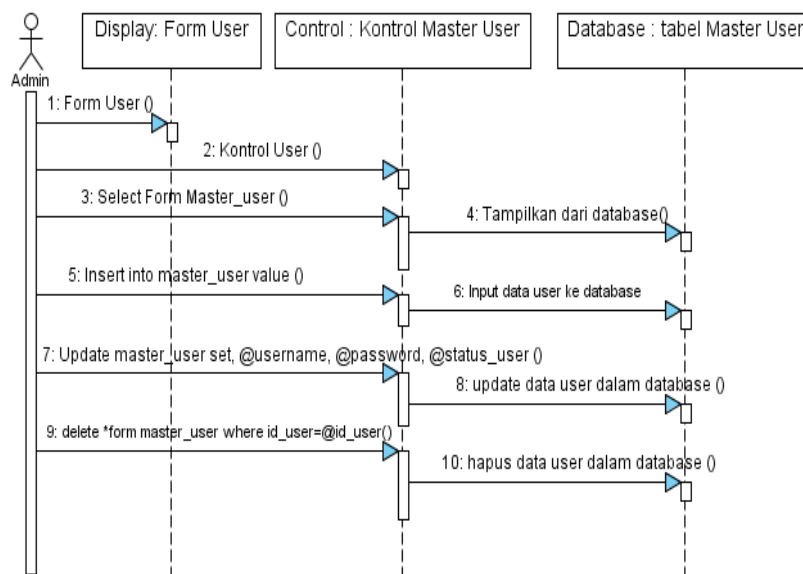 Display: Form User
Control : Kontrol Master User
Database : tabel Master User
Admin
1: Form User ()
2: Kontrol User ()
3: Select Form Master_user ()
4: Tampilkan dari database()
5: Insert into master_user value ()
6: Input data user ke database
7: Update master_user set, @username, @password, @status_user ()
8: update data user dalam database ()
9: delete *form master_user where id_user=@id_user()
10: hapus data user dalam database ()